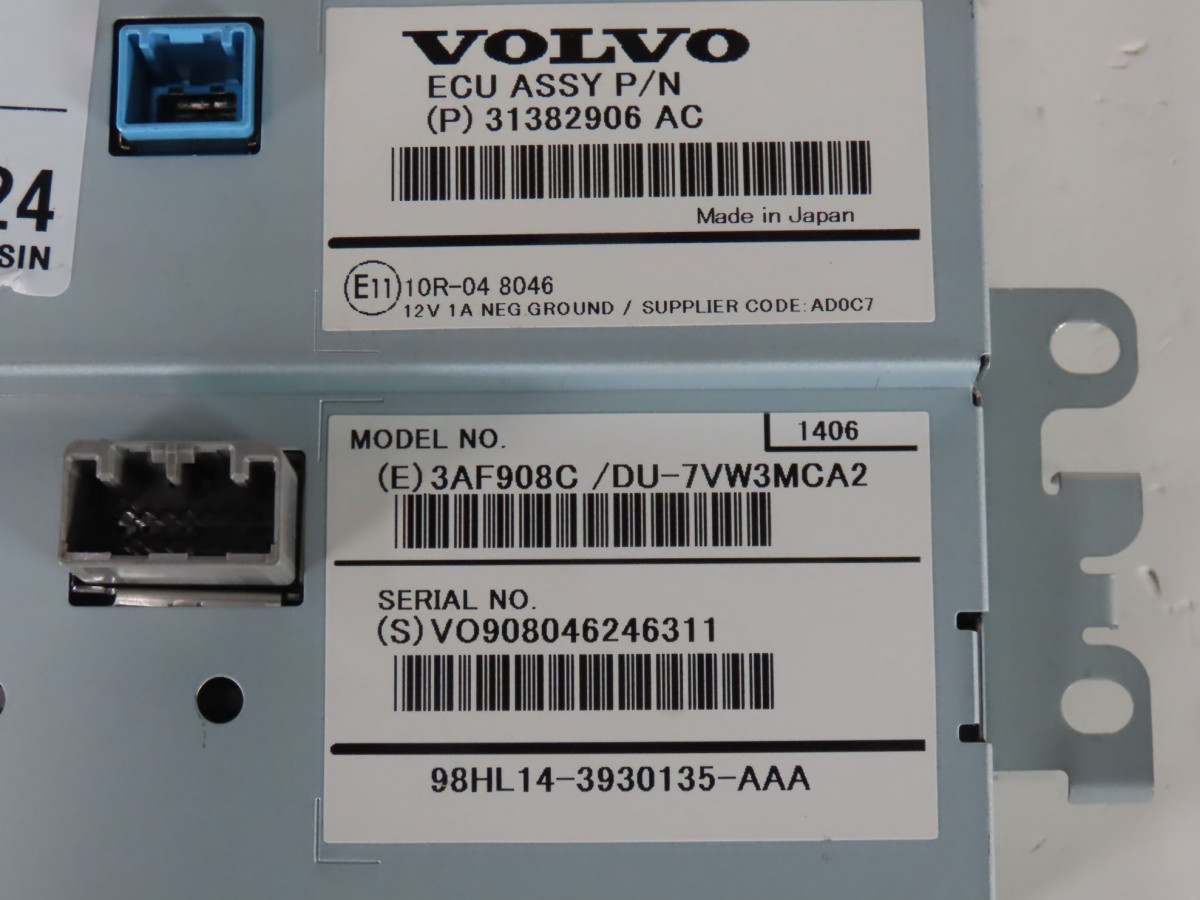 VOLVO
ECU ASSY P/N
(P) 31382906 AC
Made in Japan
E11 10R-04 8046
12V 1A NEG.GROUND / SUPPLIER CODE: AD0C7
24
SIN
MODEL NO.
1406
(E) 3AF908C /DU-7VW3MCA2
SERIAL NO.
(S) VO908046246311
98HL14-3930135-AAA